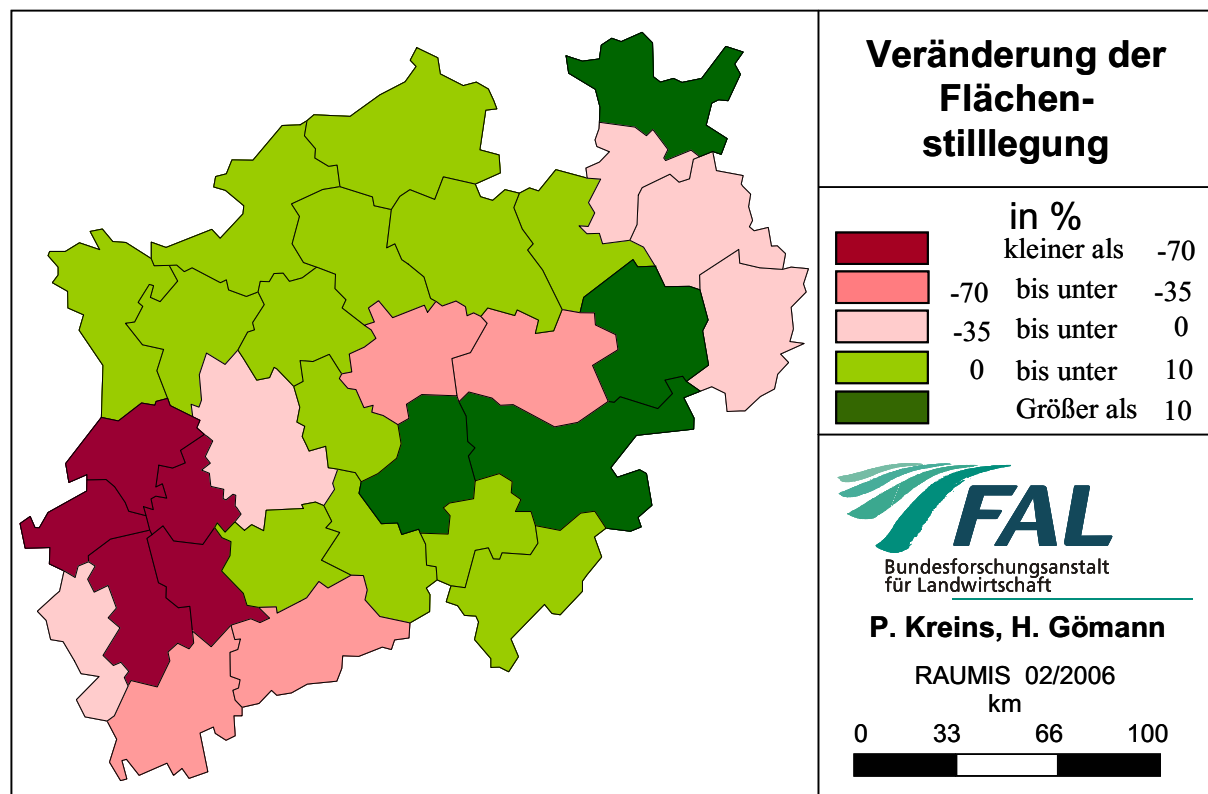 Veränderung der
Flächen-
stilllegung
in %
kleiner als -70
-70 bis unter -35
-35 bis unter 0
0 bis unter 10
Größer als 10
FAL
Bundesforschungsanstalt
für Landwirtschaft
P. Kreins, H. Gömann
RAUMIS 02/2006
km
0 33 66 100